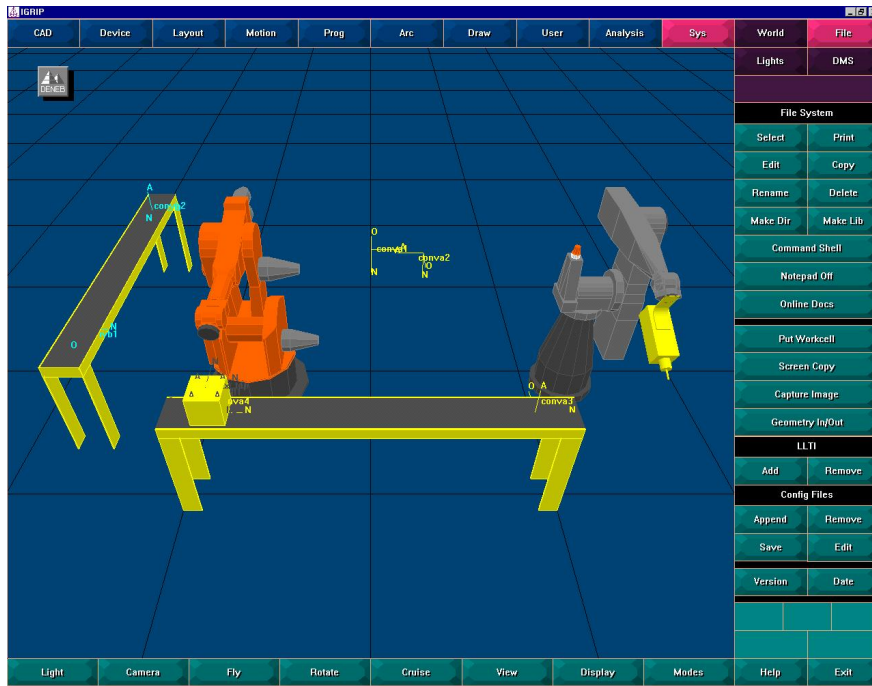 IGRIP
CAD Device Layout Motion Prog Arc Draw User Analysis Sys World File
Lights DMS
DENEB
File System
Select Print
Edit Copy
Rename Delete
Make Dir Make Lib
Command Shell
Notepad Off
Online Docs
Put Workcell
Screen Copy
Capture Image
Geometry In/Out
LLTI
Add Remove
Config Files
Append Remove
Save Edit
Version Date
A
N
O
conva2
O
N
N
O A
conva3
N
N
O
N
Light Camera Fly Rotate Cruise View Display Modes Help Exit